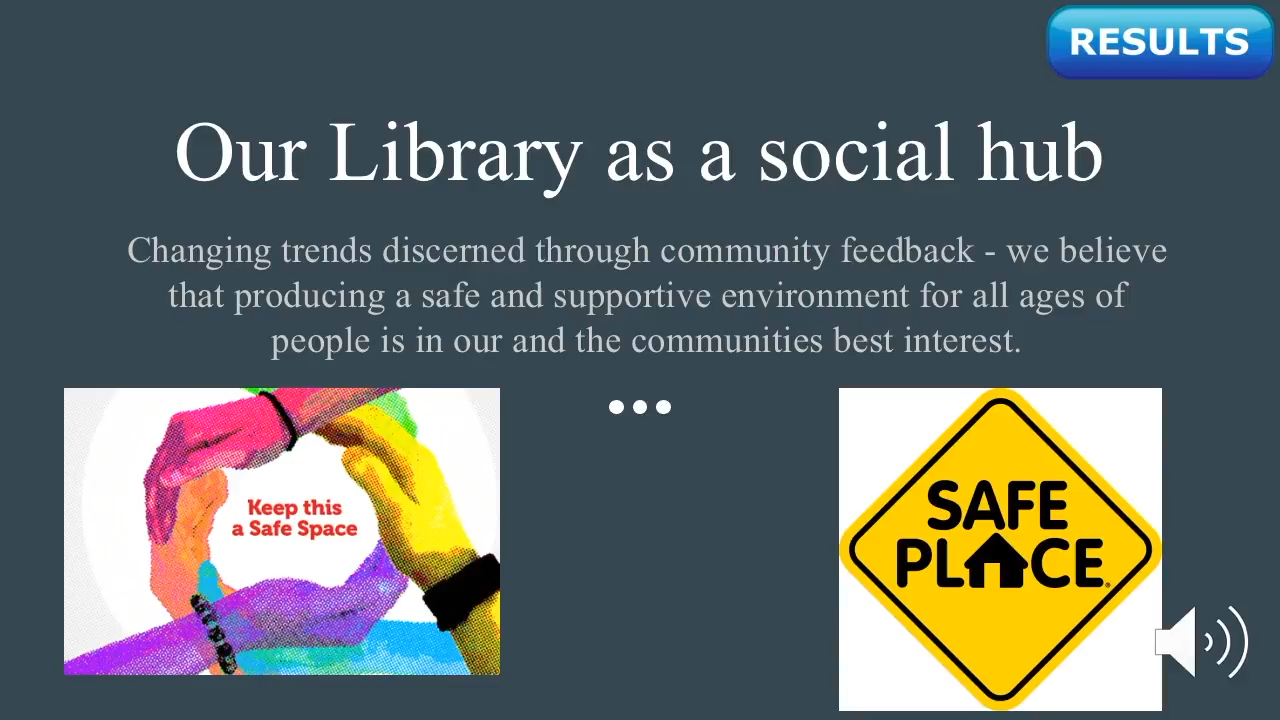 RESULTS
Our Library as a social hub
Changing trends discerned through community feedback - we believe
that producing a safe and supportive environment for all ages of
people is in our and the communities best interest.
Keep this
a Safe Space
SAFE
PLACE